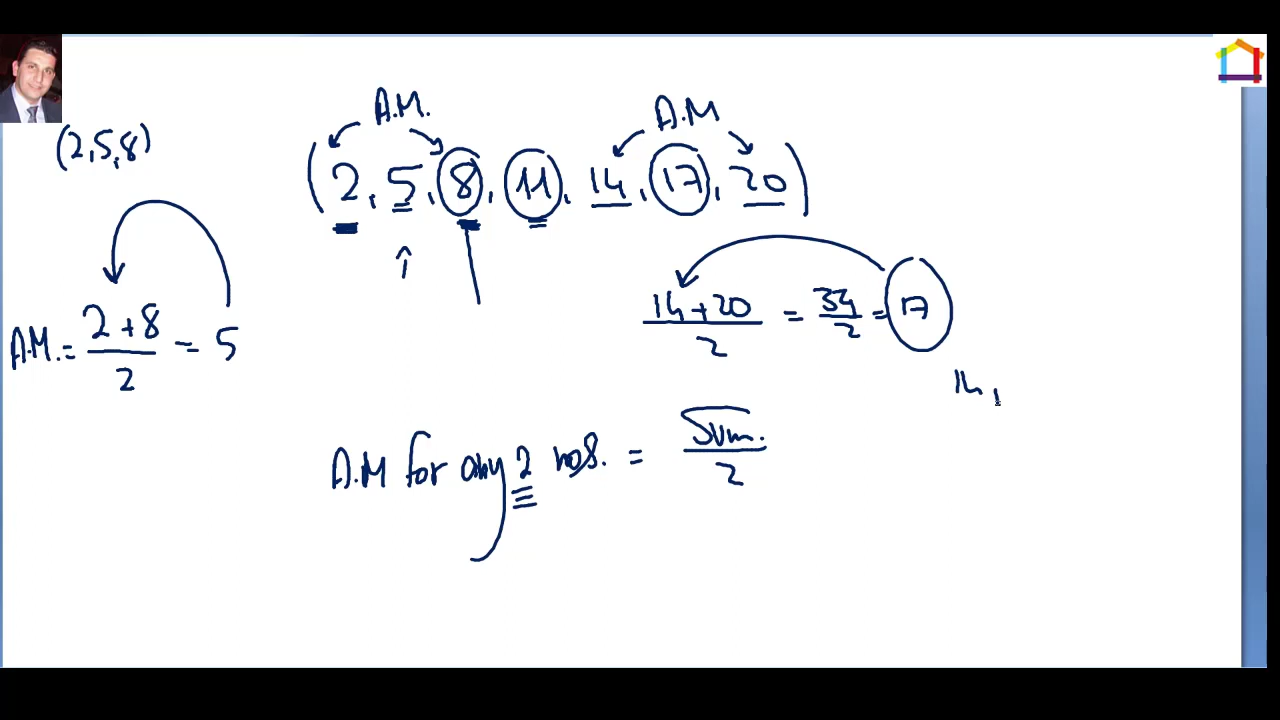 A.M. A.M
(2,5,8)
(2, 5, 8, 11, 14, 17, 20)
A.M. = 2+8/2 = 5
14+20/2 = 34/2 = 17
14,
A.M for any 2 nos. = Sum./2